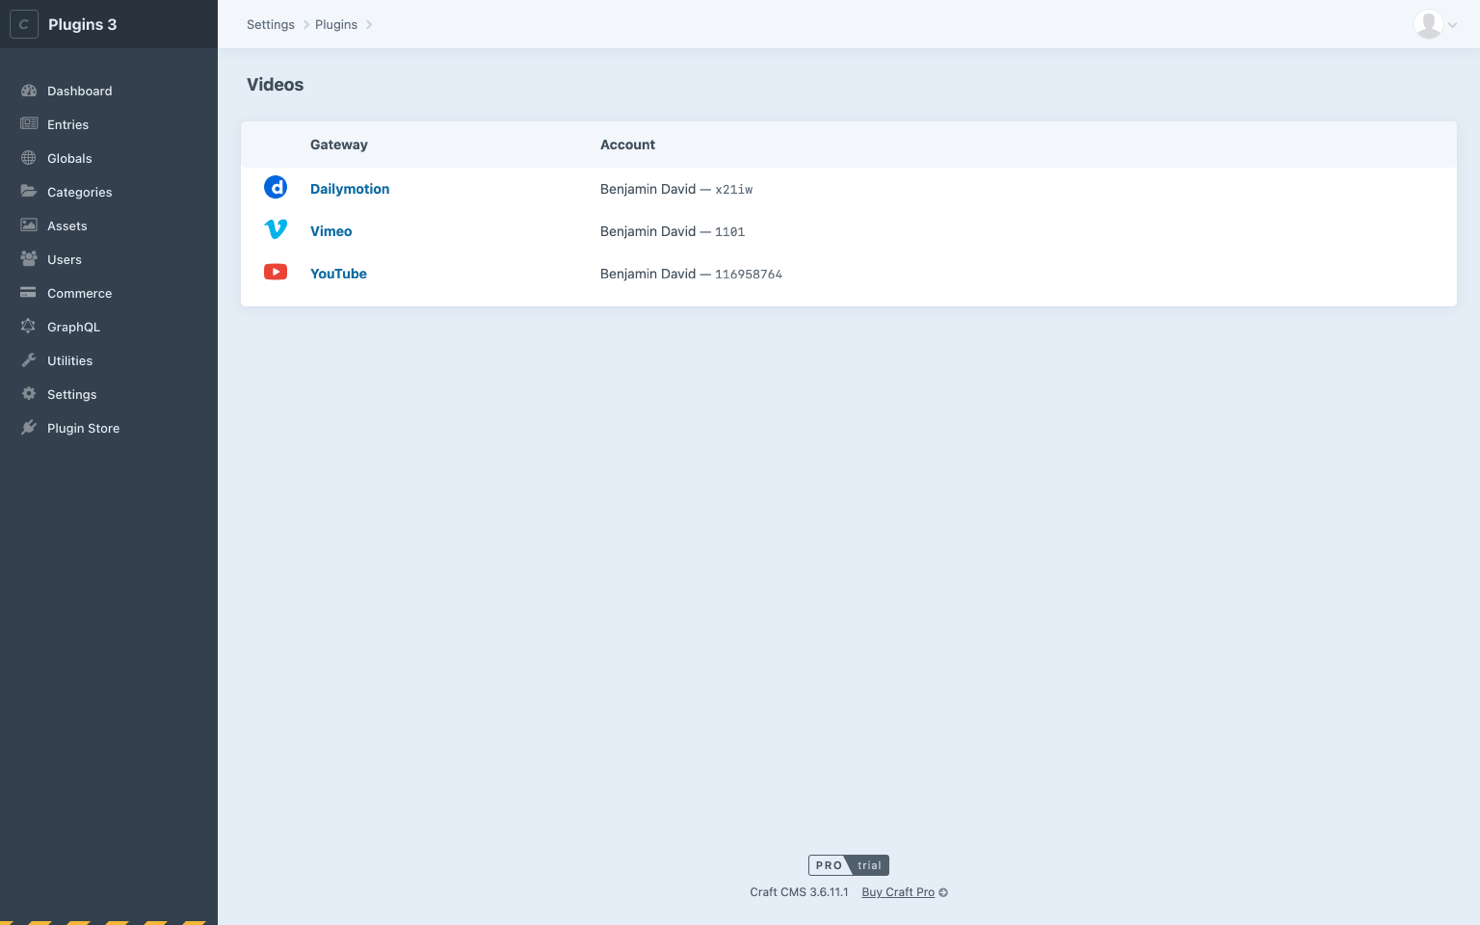 Plugins 3
Settings Plugins
Dashboard
Entries
Globals
Categories
Assets
Users
Commerce
GraphQL
Utilities
Settings
Plugin Store
Videos
Gateway Account
Dailymotion Benjamin David — x21iw
Vimeo Benjamin David — 1101
YouTube Benjamin David — 116958764
PRO trial
Craft CMS 3.6.11.1 Buy Craft Pro